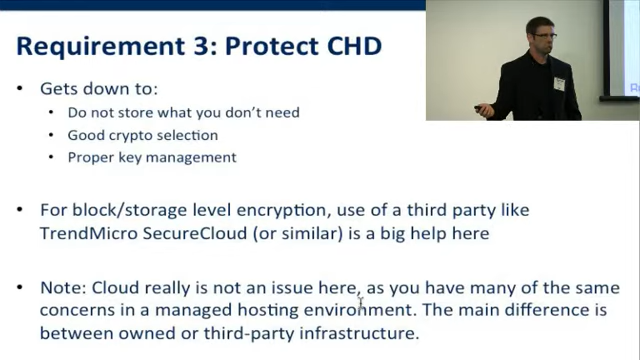 Requirement 3: Protect CHD
• Gets down to:
• Do not store what you don't need
• Good crypto selection
• Proper key management
• For block/storage level encryption, use of a third party like
TrendMicro SecureCloud (or similar) is a big help here
• Note: Cloud really is not an issue here, as you have many of the same
concerns in a managed hosting environment. The main difference is
between owned or third-party infrastructure.